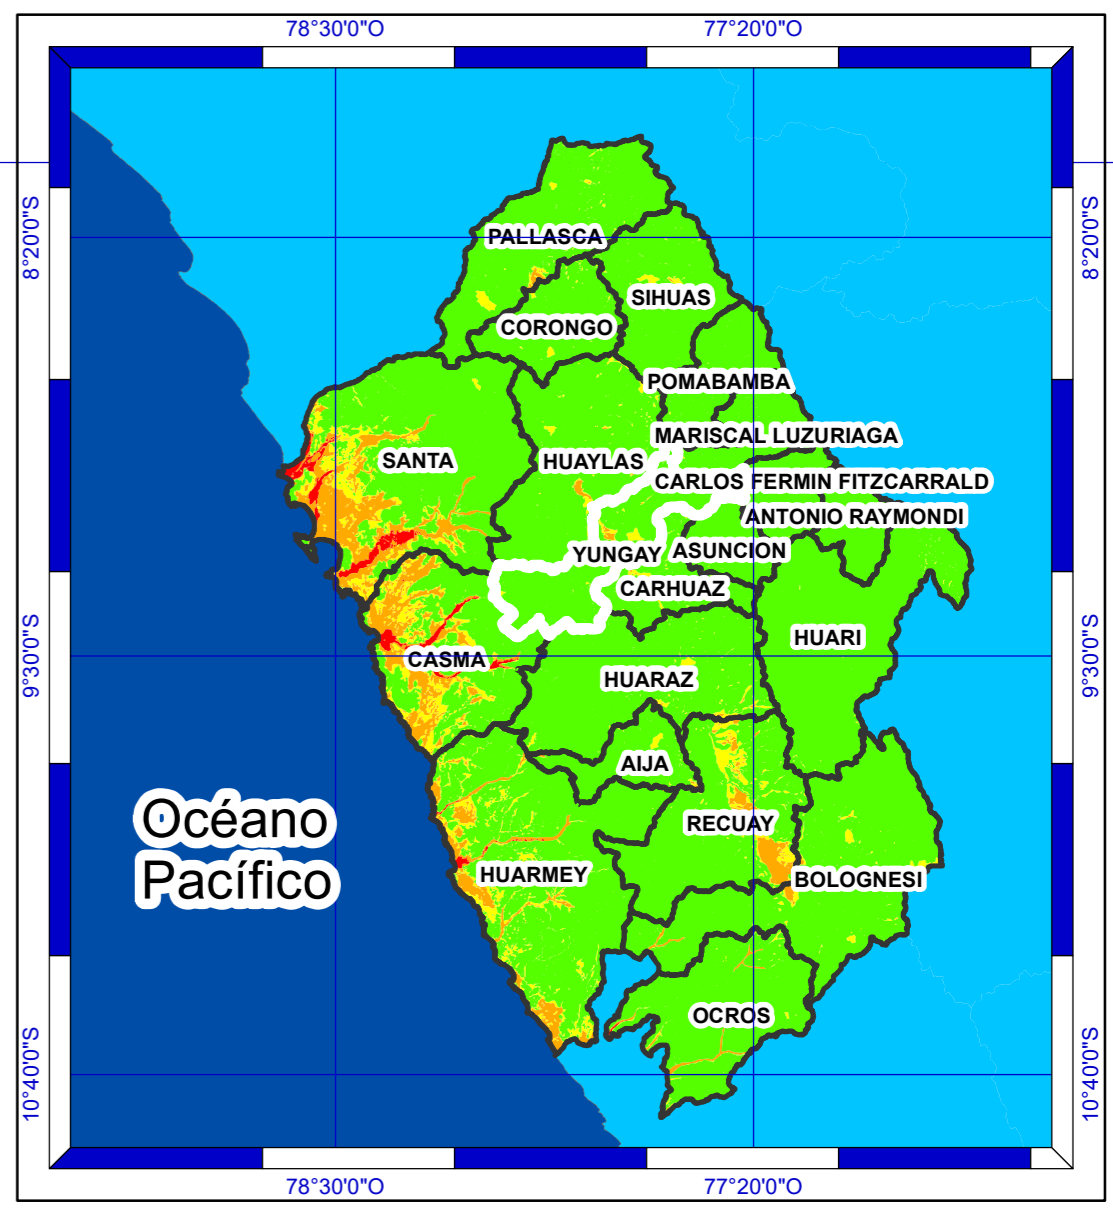 78°30'0"O
77°20'0"O
8°20'0"S
8°20'0"S
PALLASCA
SIHUAS
CORONGO
POMABAMBA
MARISCAL LUZURIAGA
SANTA
HUAYLAS
CARLOS FERMIN FITZCARRALD
ANTONIO RAYMONDI
YUNGAY
ASUNCION
CARHUAZ
HUARI
9°30'0"S
9°30'0"S
CASMA
HUARAZ
AIJA
Océano
Pacífico
RECUAY
HUARMEY
BOLOGNESI
OCROS
10°40'0"S
10°40'0"S
78°30'0"O
77°20'0"O